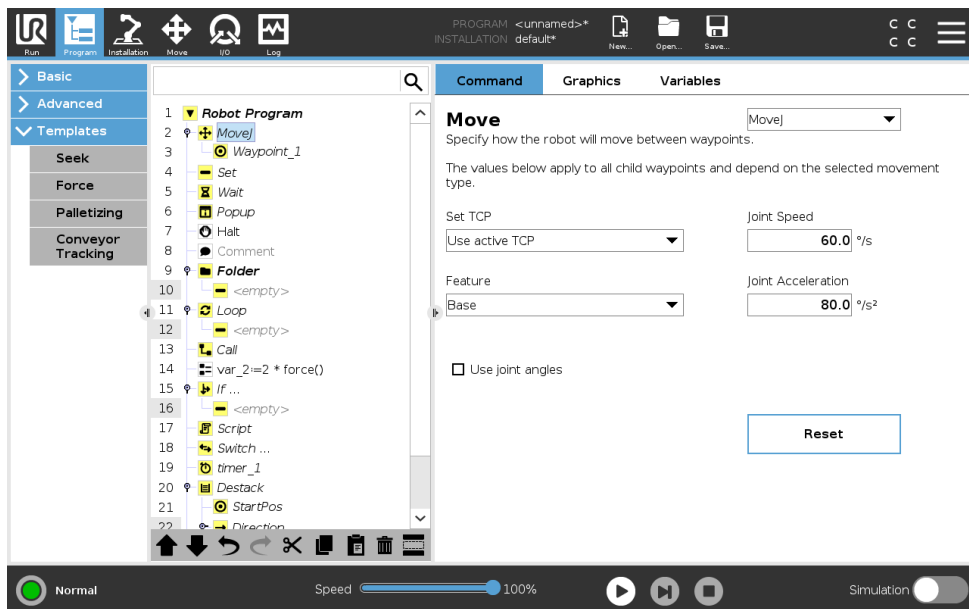 UR
Run
Program
Installation
Move
I/O
Log
PROGRAM <unnamed>*
INSTALLATION default*
New...
Open...
Save...
C C
C C
Basic
Advanced
Templates
Seek
Force
Palletizing
Conveyor
Tracking
1 Robot Program
2 MoveJ
3 Waypoint_1
4 Set
5 Wait
6 Popup
7 Halt
8 Comment
9 Folder
10 <empty>
11 Loop
12 <empty>
13 Call
14 var_2:=2 * force()
15 If ...
16 <empty>
17 Script
18 Switch ...
19 timer_1
20 Destack
21 StartPos
22 Direction
Command
Graphics
Variables
Move
MoveJ
Specify how the robot will move between waypoints.
The values below apply to all child waypoints and depend on the selected movement
type.
Set TCP
Joint Speed
Use active TCP
60.0 °/s
Feature
Joint Acceleration
Base
80.0 °/s²
Use joint angles
Reset
Normal
Speed
100%
Simulation